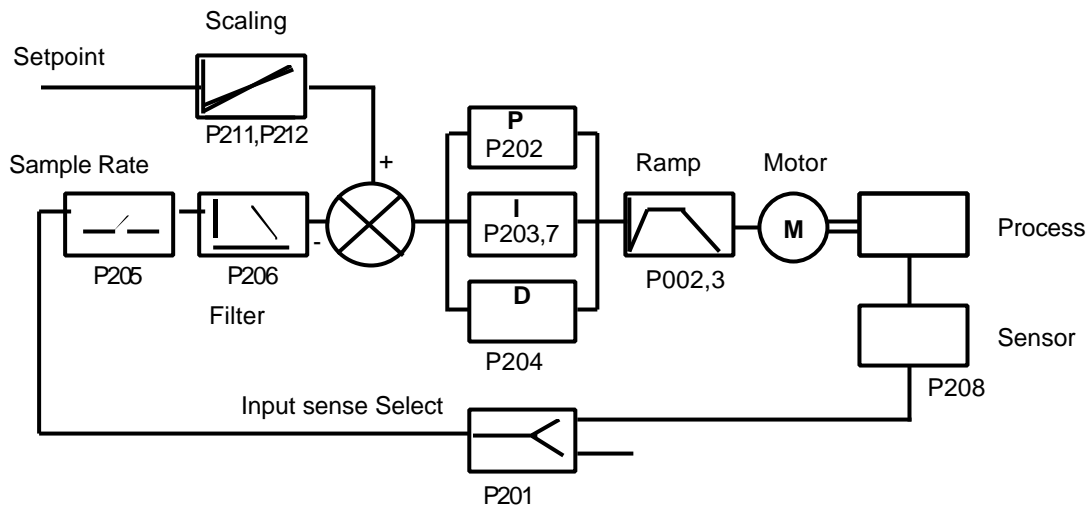 Scaling
Setpoint
P211,P212
+
Sample Rate
P205
P206
-
Filter
P
P202
I
P203,7
D
P204
Ramp
P002,3
Motor
M
Process
Sensor
P208
Input sense Select
P201